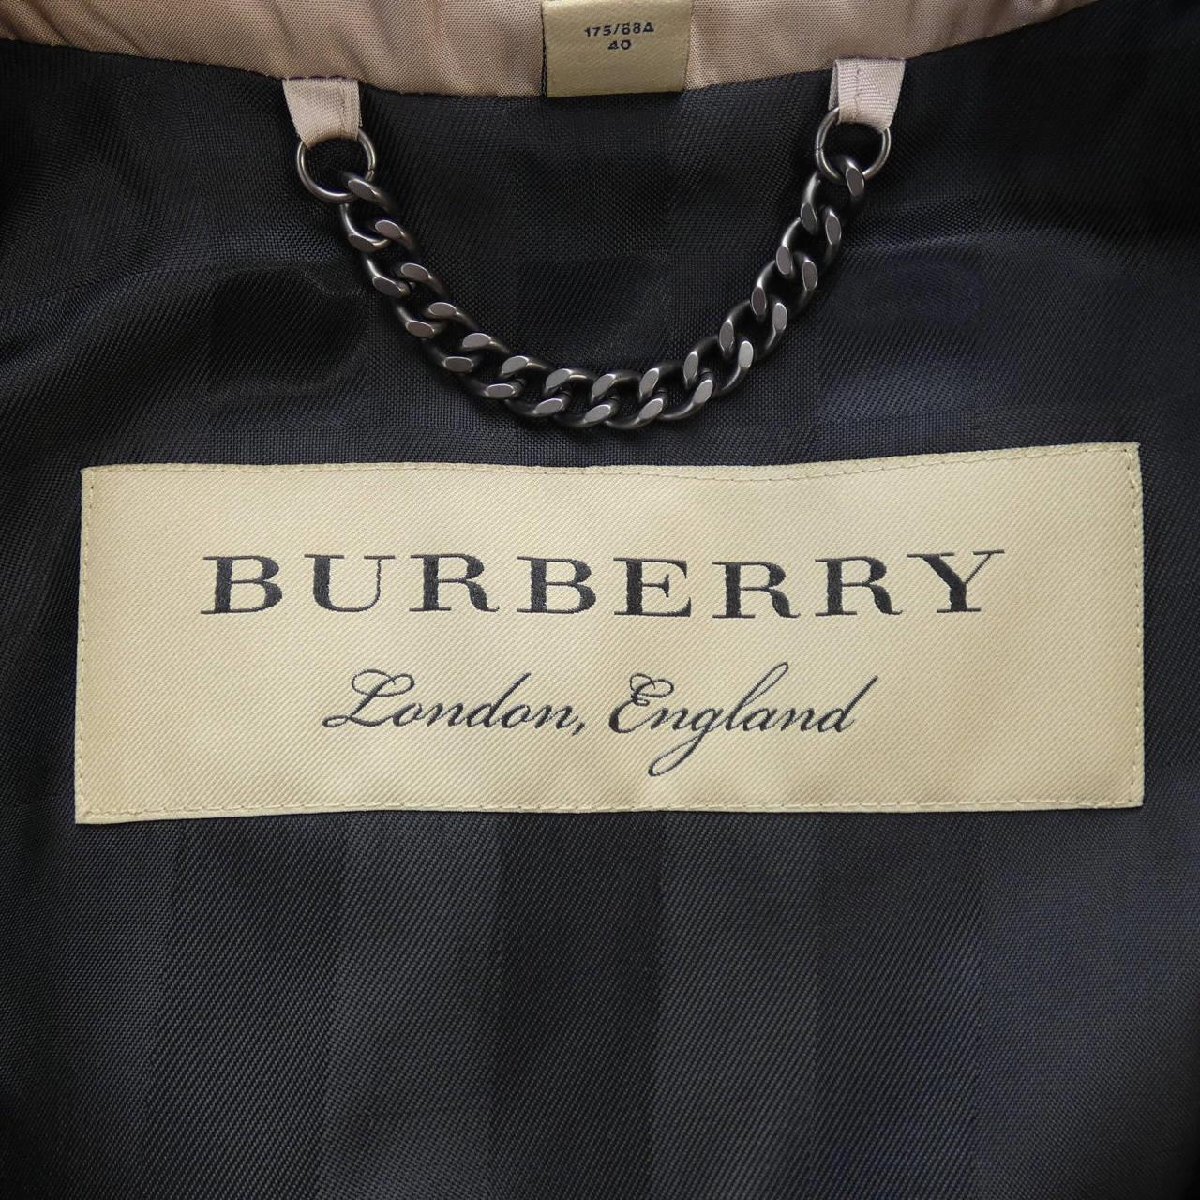 175/88A
40
BURBERRY
London, England